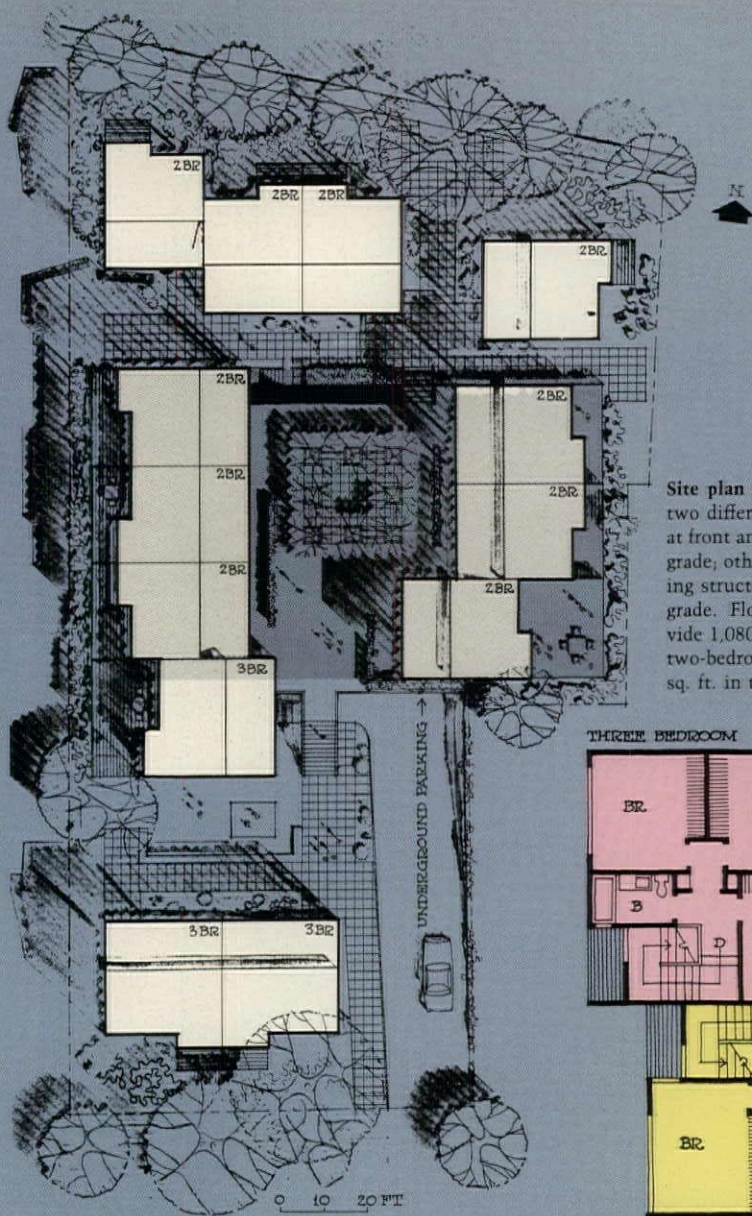 2BR
2BR 2BR
2BR
N
2BR
2BR
2BR
2BR
2BR
2BR
3BR
Site plan
two differ
at front an
grade; oth
ing struct
grade. Flo
vide 1,080
two-bedro
sq. ft. in t
UNDERGROUND PARKING →
3BR 3BR
0 10 20 FT
THREE BEDROOM
BR
B
D
BR